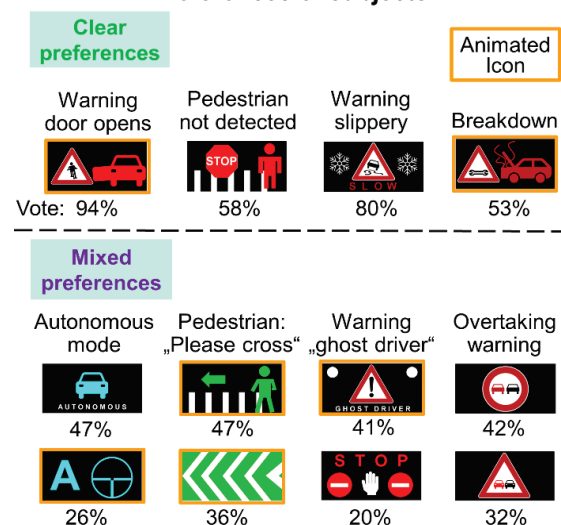 Clear
preferences
Animated
Icon
Warning
door opens
Pedestrian
not detected
Warning
slippery
Breakdown
STOP
SLOW
Vote: 94%
58%
80%
53%
Mixed
preferences
Autonomous
mode
Pedestrian:
„Please cross“
Warning
„ghost driver“
Overtaking
warning
AUTONOMOUS
GHOST DRIVER
47%
47%
41%
42%
A
STOP
26%
36%
20%
32%